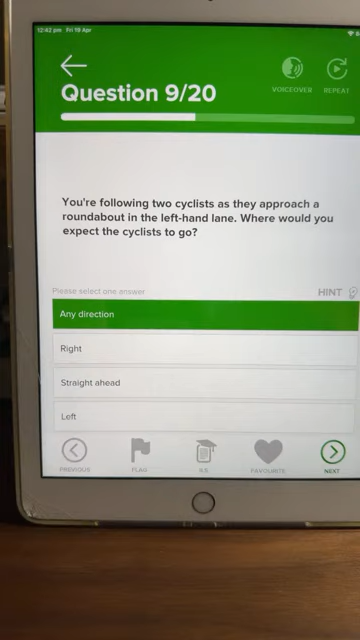 12:42 pm Fri 19 Apr
Question 9/20
VOICEOVER
REPEAT
You're following two cyclists as they approach a
roundabout in the left-hand lane. Where would you
expect the cyclists to go?
Please select one answer
HINT
Any direction
Right
Straight ahead
Left
PREVIOUS
FLAG
FAVOURITE
NEXT